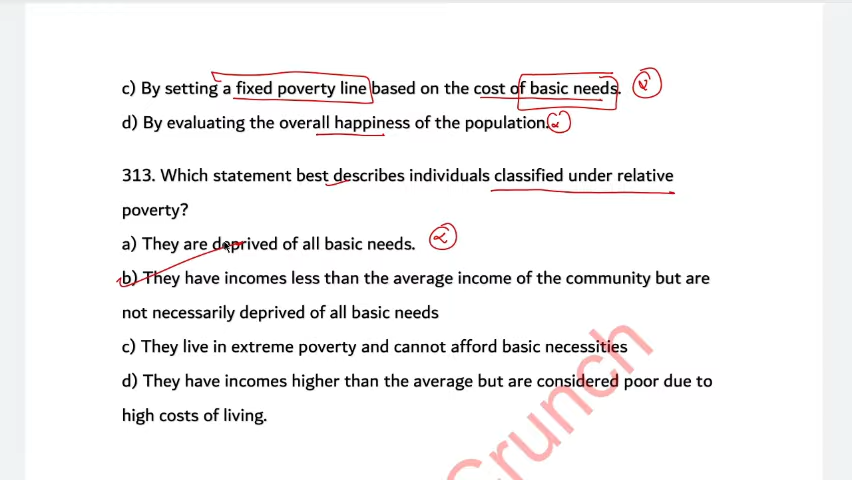 c) By setting a fixed poverty line based on the cost of basic needs.
d) By evaluating the overall happiness of the population.
313. Which statement best describes individuals classified under relative
poverty?
a) They are deprived of all basic needs.
b) They have incomes less than the average income of the community but are
not necessarily deprived of all basic needs
c) They live in extreme poverty and cannot afford basic necessities
d) They have incomes higher than the average but are considered poor due to
high costs of living.
Crunch